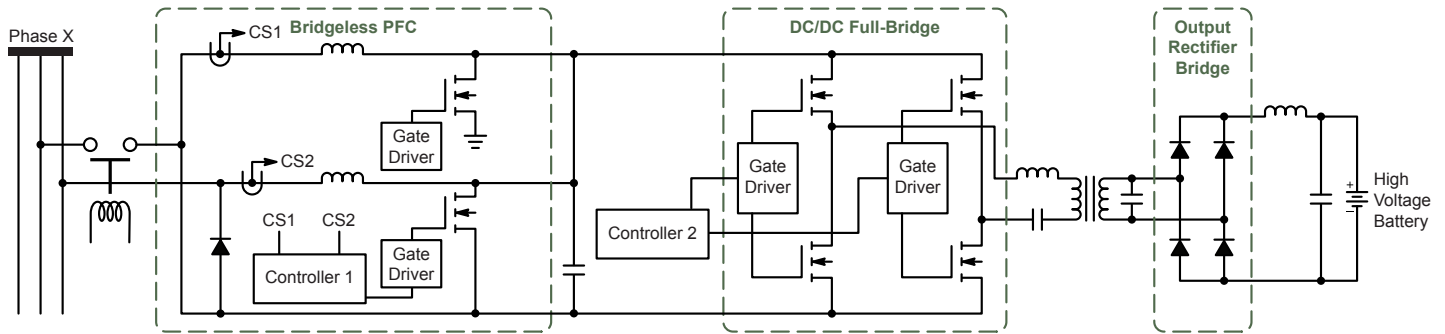 Phase X
Bridgeless PFC
CS1
Gate
Driver
CS2
CS1
CS2
Controller 1
Gate
Driver
DC/DC Full-Bridge
Gate
Driver
Gate
Driver
Controller 2
Output
Rectifier
Bridge
+
–
High
Voltage
Battery